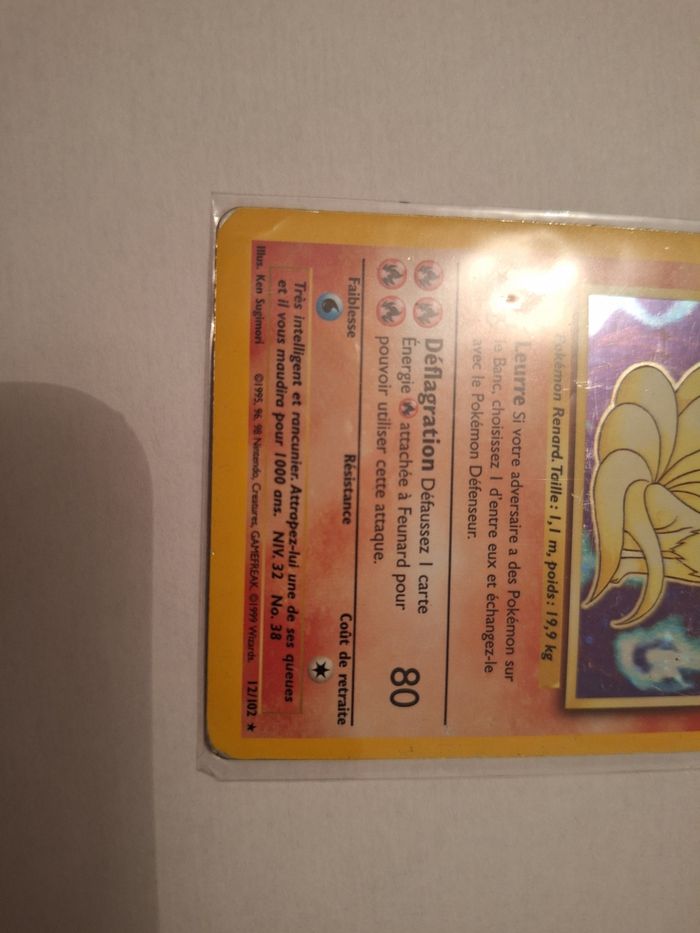 Pokémon Renard. Taille : 1,1 m, poids : 19,9 kg
Leurre Si votre adversaire a des Pokémon sur
le Banc, choisissez 1 d'entre eux et échangez-le
avec le Pokémon Défenseur.
Déflagration Défaussez 1 carte
Énergie attachée à Feunard pour
pouvoir utiliser cette attaque.
80
Faiblesse
Résistance
Coût de retraite
Très intelligent et rancunier. Attrapez-lui une de ses queues
et il vous maudira pour 1000 ans. NIV. 32 No. 38
Illus. Ken Sugimori ©1995, 96, 98 Nintendo, Creatures, GAMEFREAK. ©1999 Wizards. 12/102 ★